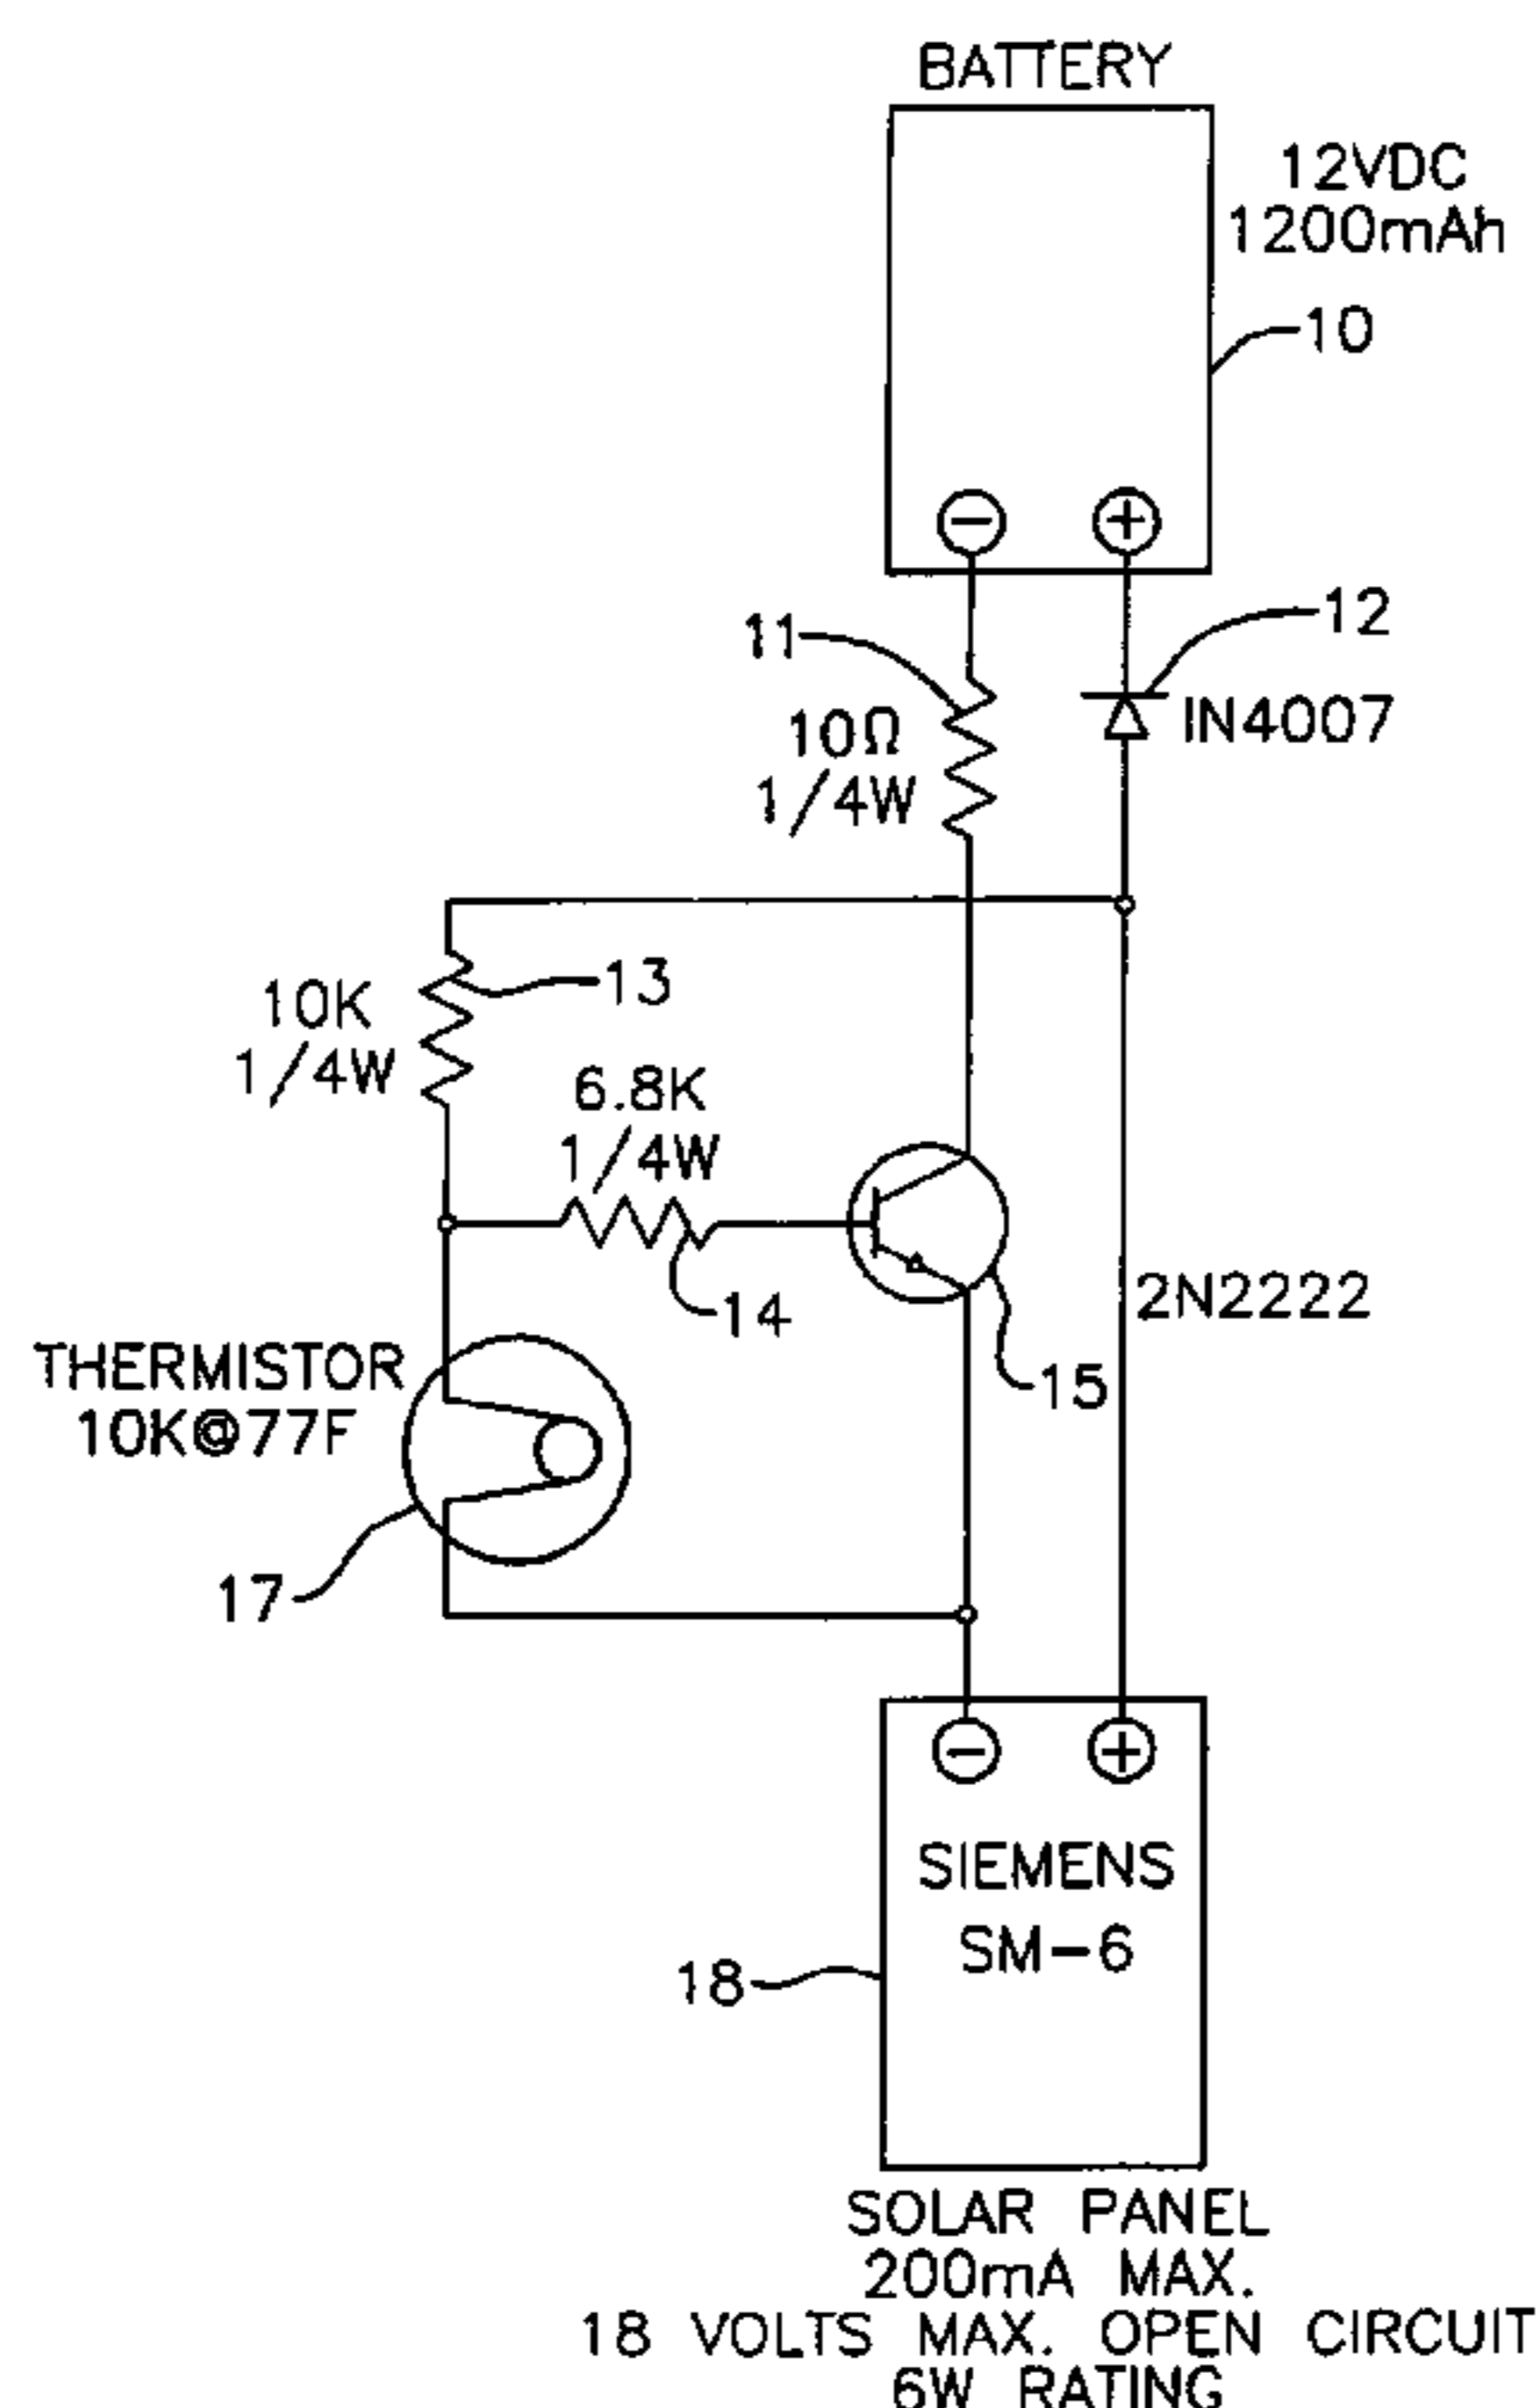 BATTERY
12VDC
1200mAh
10
12
11
IN4007
10Ω
1/4W
13
10K
1/4W
6.8K
1/4W
14
2N2222
THERMISTOR
10K@77F
15
17
SIEMENS
SM-6
18
SOLAR PANEL
200mA MAX.
18 VOLTS MAX. OPEN CIRCUIT
6W RATING